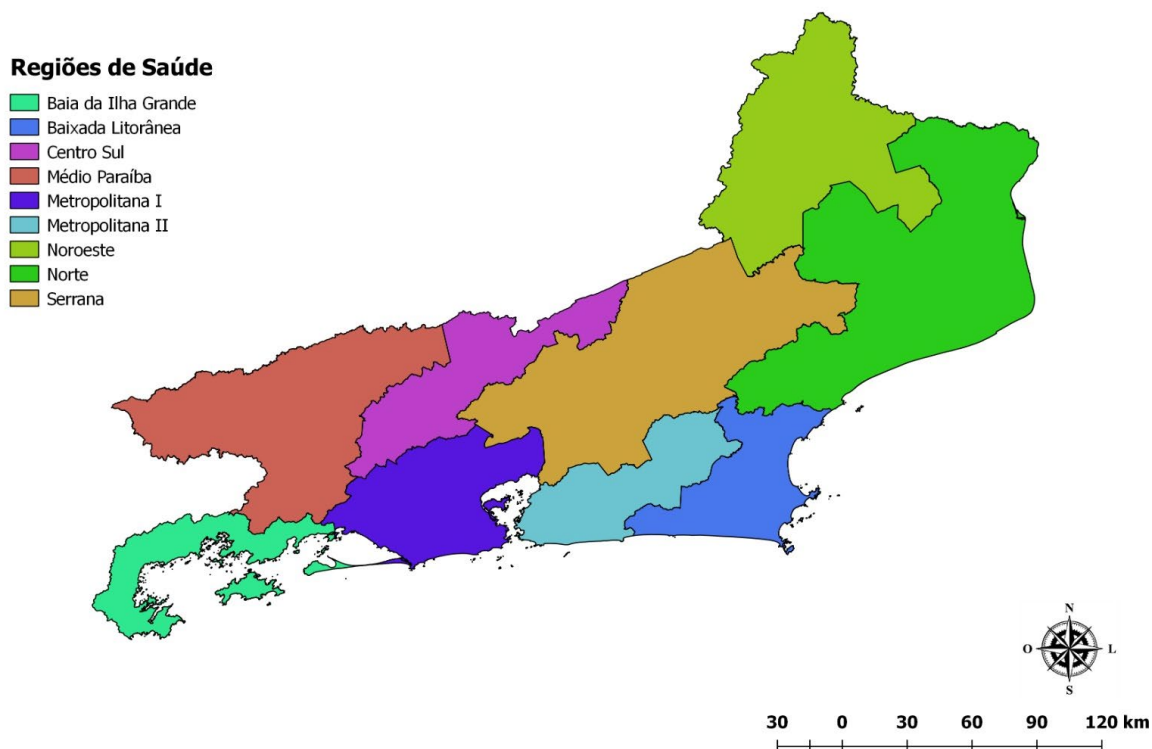 Regiões de Saúde
Baia da Ilha Grande
Baixada Litorânea
Centro Sul
Médio Paraíba
Metropolitana I
Metropolitana II
Noroeste
Norte
Serrana
N
O L
S
30 0 30 60 90 120 km